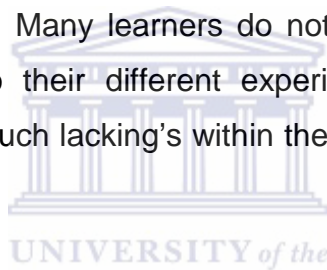 Many learners do not
their different experi
uch lacking's within the
UNIVERSITY of the